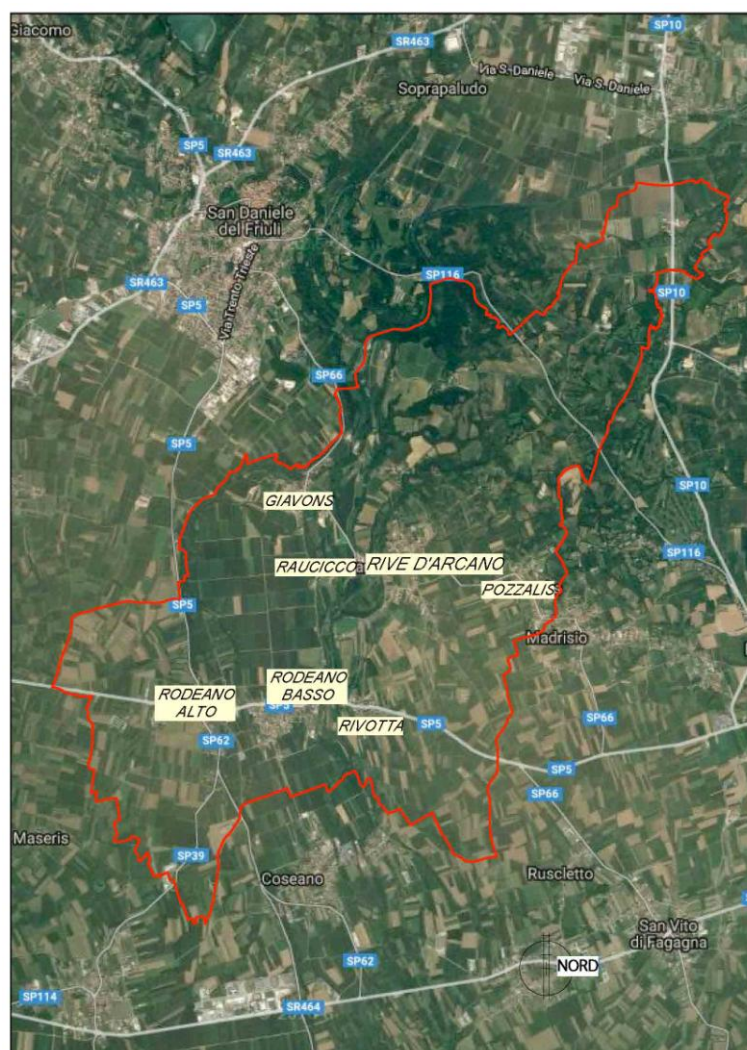 Giacomo
SR463
SP10
Via S. Daniele
Via S. Daniele
Soprapaludo
SP5
SR463
San Daniele
del Friuli
SP116
SR463
SP5
SP10
Via Trento Trieste
SP66
SP5
SP10
GIAVONS
RAUCICCO
RIVE D'ARCANO
SP116
POZZALIS
SP5
Madrisio
RODEANO
ALTO
RODEANO
BASSO
SP5
RIVOTTA
SP5
SP66
SP62
SP5
SP66
Maseris
SP39
Coseano
Ruscletto
San Vito
di Fagagna
SP62
NORD
SP114
SR464